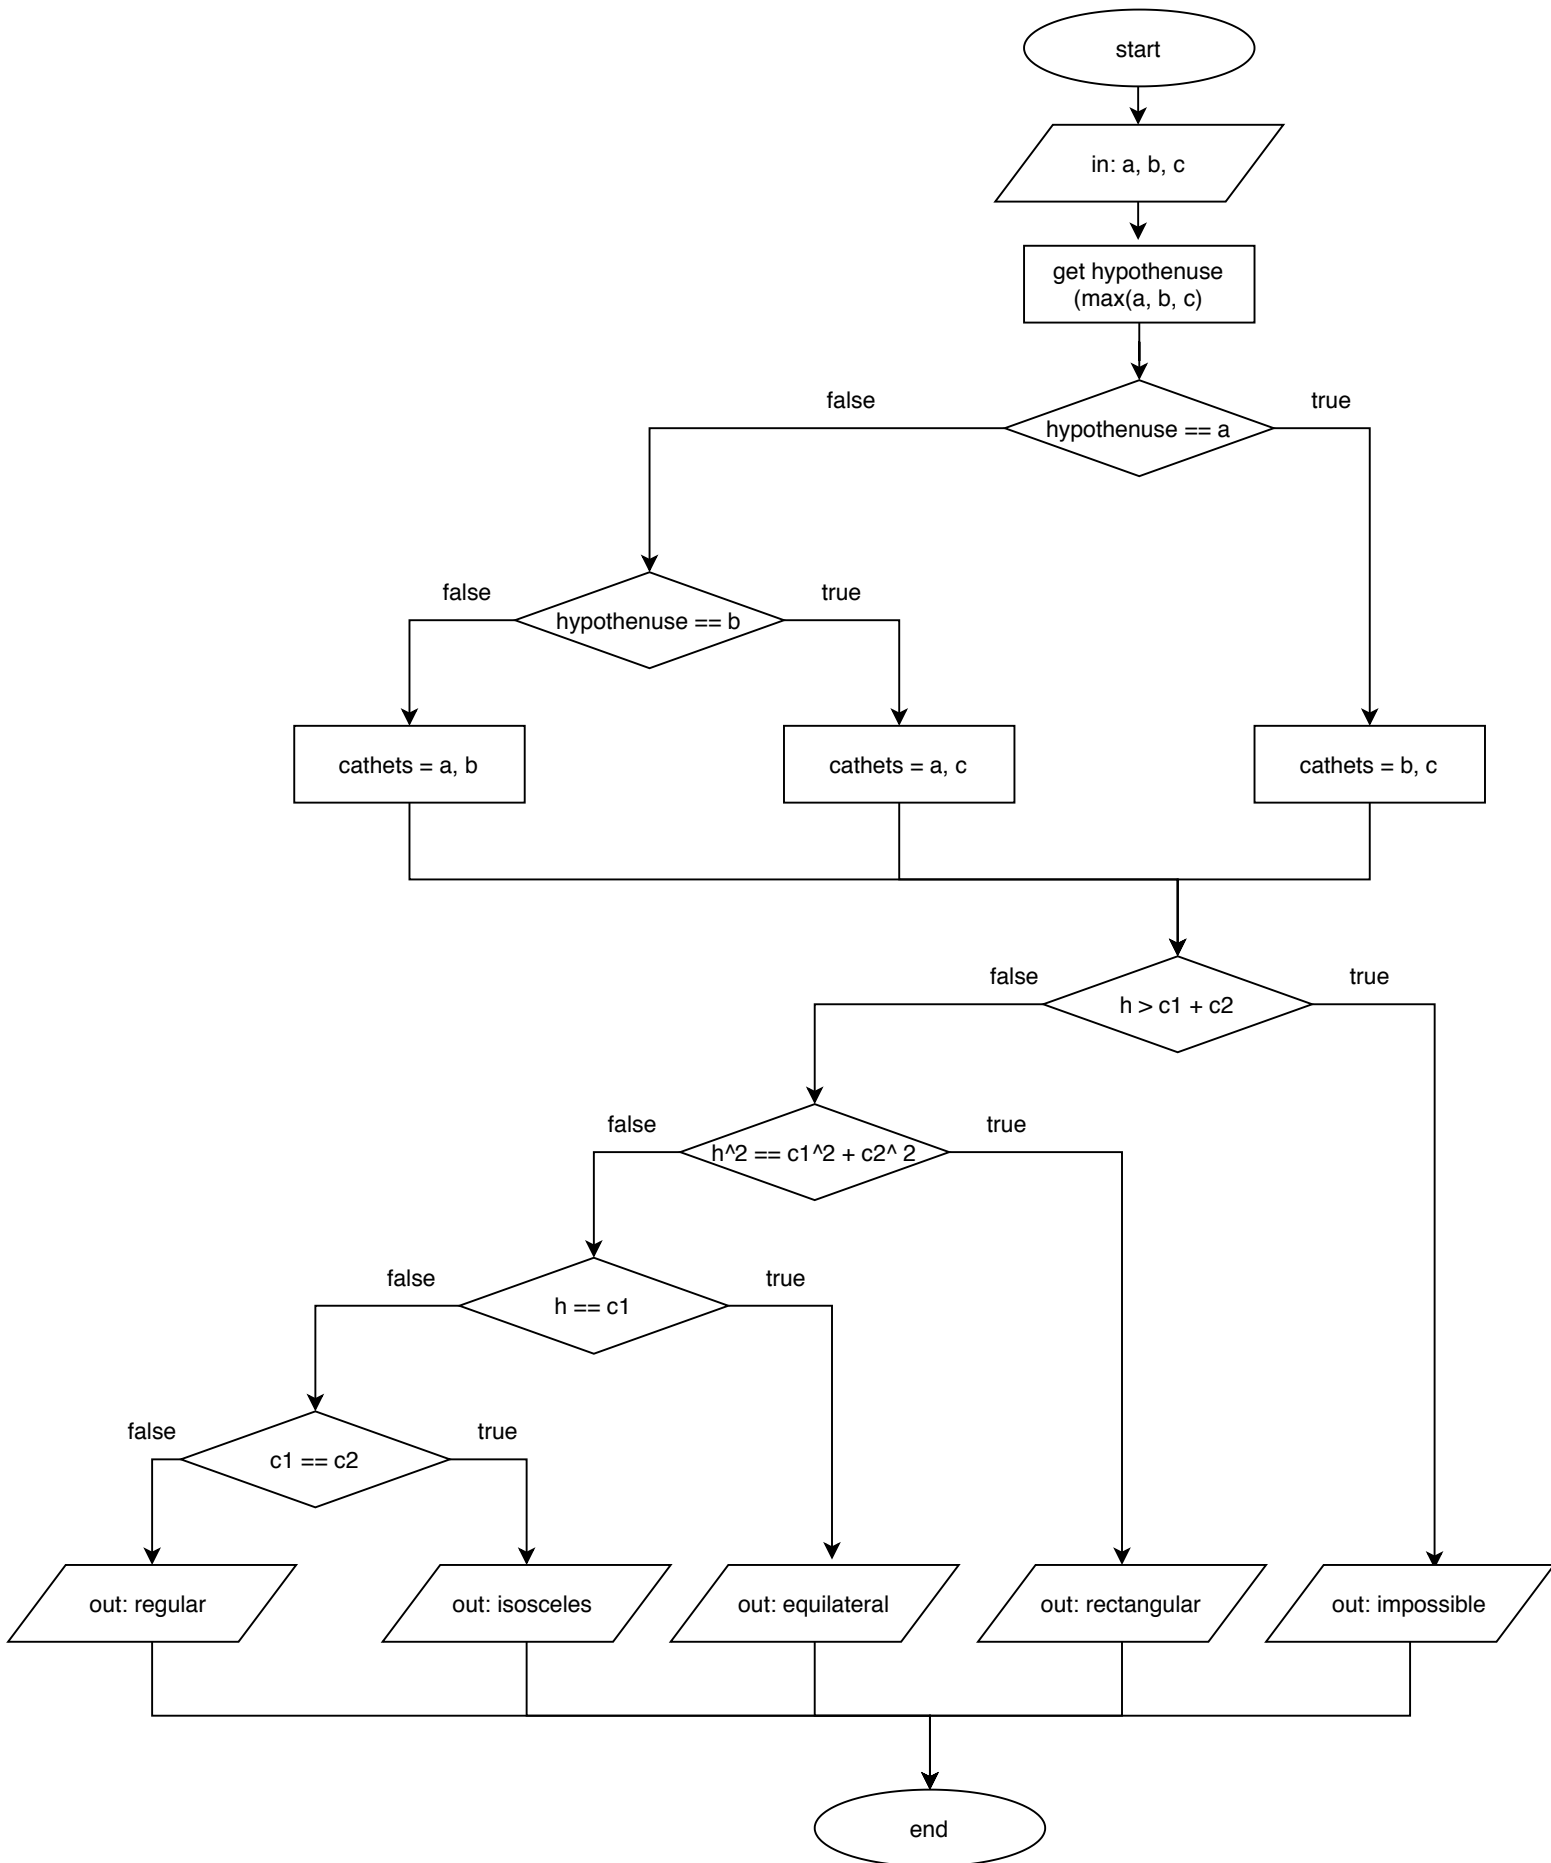 start
in: a, b, c
get hypothenuse
(max(a, b, c)
false
true
hypothenuse == a
false
true
hypothenuse == b
cathets = a, b
cathets = a, c
cathets = b, c
false
true
h > c1 + c2
false
true
h^2 == c1^2 + c2^ 2
false
true
h == c1
false
true
c1 == c2
out: regular
out: isosceles
out: equilateral
out: rectangular
out: impossible
end